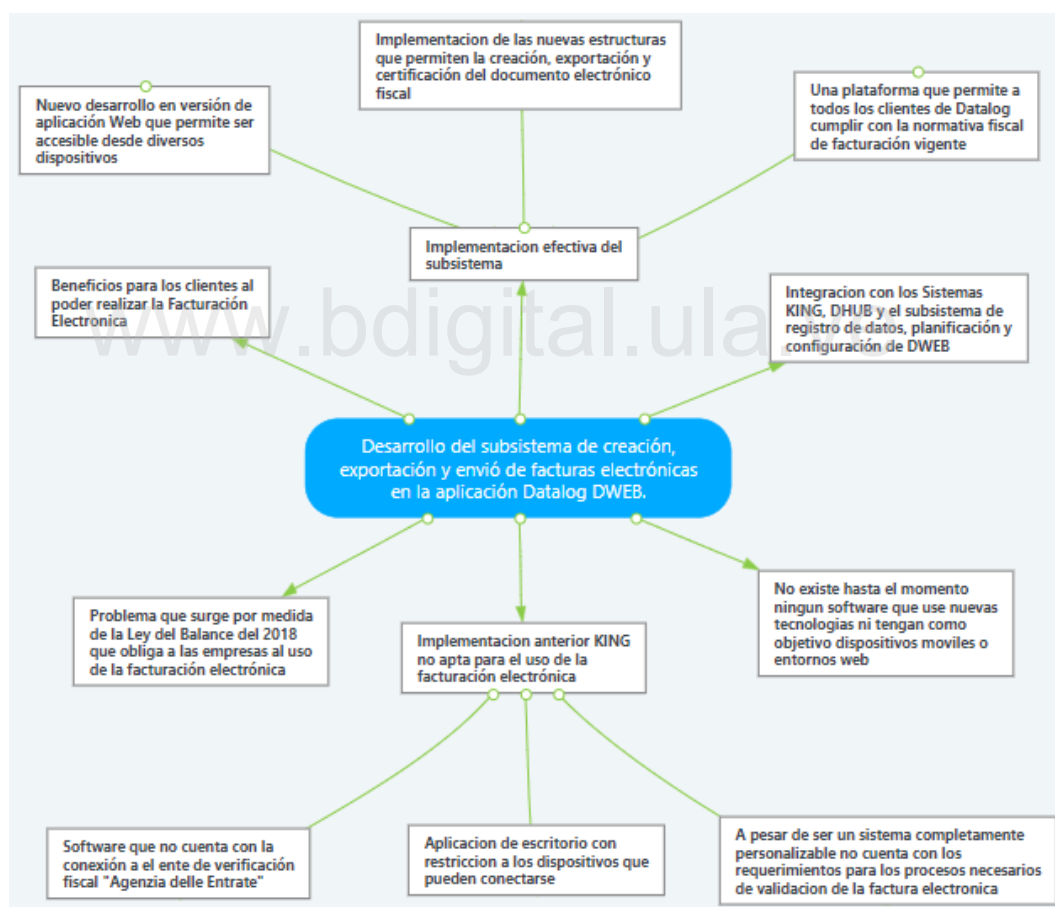 Implementacion de las nuevas estructuras
que permiten la creación, exportación y
certificación del documento electrónico
fiscal
Nuevo desarrollo en versión de
aplicación Web que permite ser
accesible desde diversos
dispositivos
Una plataforma que permite a
todos los clientes de Datalog
cumplir con la normativa fiscal
de facturación vigente
Implementacion efectiva del
subsistema
Beneficios para los clientes al
poder realizar la Facturación
Electronica
Integracion con los Sistemas
KING, DHUB y el subsistema de
registro de datos, planificación y
configuración de DWEB
www.bdigital.ula.ve
Desarrollo del subsistema de creación,
exportación y envió de facturas electrónicas
en la aplicación Datalog DWEB.
Problema que surge por medida
de la Ley del Balance del 2018
que obliga a las empresas al uso
de la facturación electrónica
Implementacion anterior KING
no apta para el uso de la
facturación electrónica
No existe hasta el momento
ningun software que use nuevas
tecnologias ni tengan como
objetivo dispositivos moviles o
entornos web
Software que no cuenta con la
conexión a el ente de verificación
fiscal "Agenzia delle Entrate"
Aplicacion de escritorio con
restriccion a los dispositivos que
pueden conectarse
A pesar de ser un sistema completamente
personalizable no cuenta con los
requerimientos para los procesos necesarios
de validacion de la factura electronica